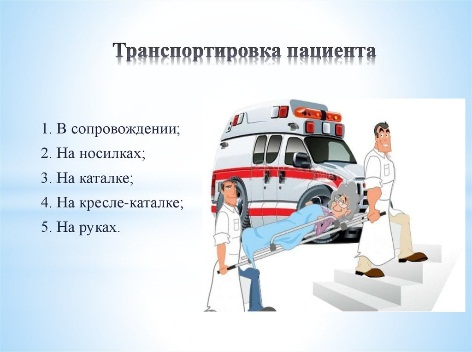 Транспортировка пациента
1. В сопровождении;
2. На носилках;
3. На каталке;
4. На кресле-каталке;
5. На руках.